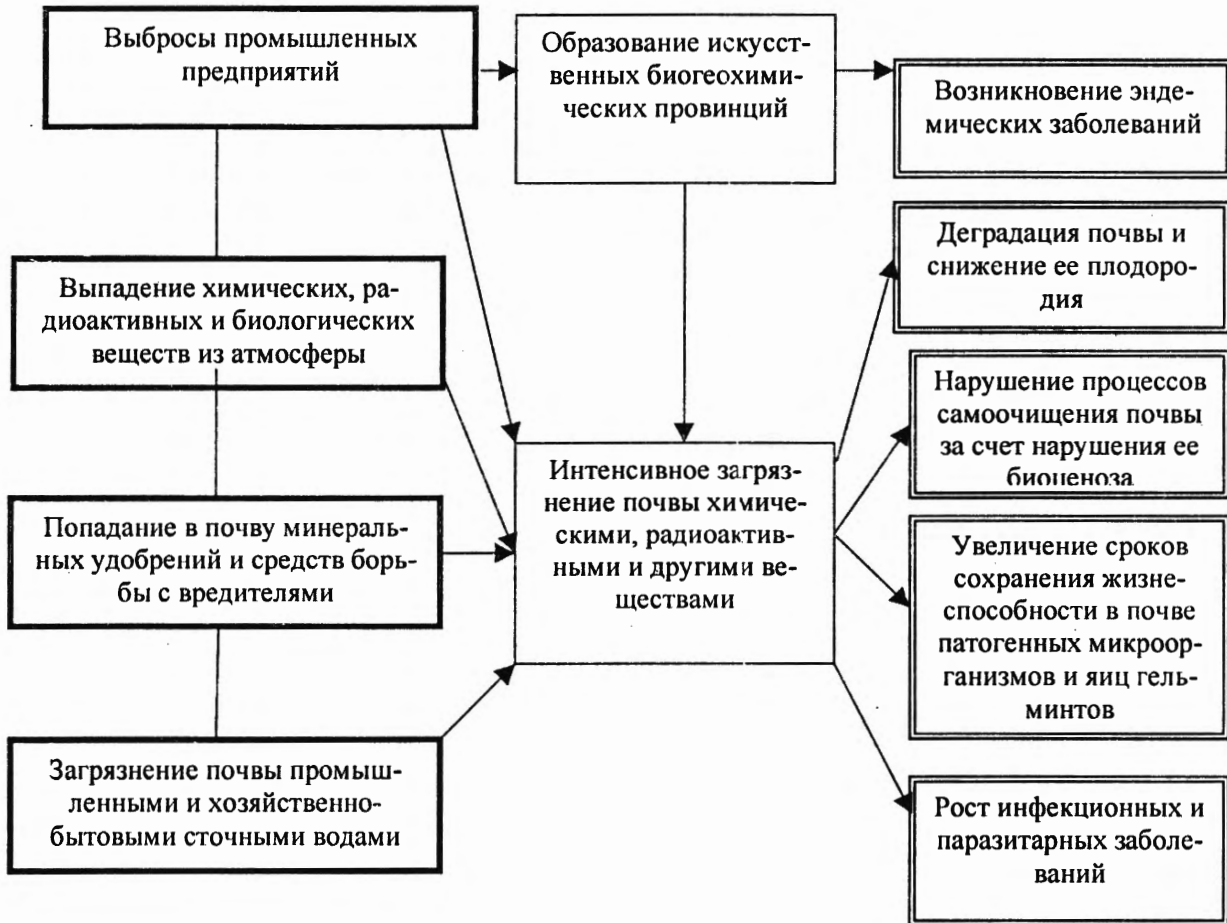 Выбросы промышленных
предприятий
Образование искусст-
венных биогеохими-
ческих провинций
Возникновение энде-
мических заболеваний
Выпадение химических, ра-
диоактивных и биологических
веществ из атмосферы
Попадание в почву минераль-
ных удобрений и средств борь-
бы с вредителями
Загрязнение почвы промыш-
ленными и хозяйственно-
бытовыми сточными водами
Интенсивное загряз-
нение почвы химиче-
скими, радиоактив-
ными и другими ве-
ществами
Деградация почвы и
снижение ее плодоро-
дия
Нарушение процессов
самоочищения почвы
за счет нарушения ее
биоценоза
Увеличение сроков
сохранения жизне-
способности в почве
патогенных микроор-
ганизмов и яиц гель-
минтов
Рост инфекционных и
паразитарных заболе-
ваний